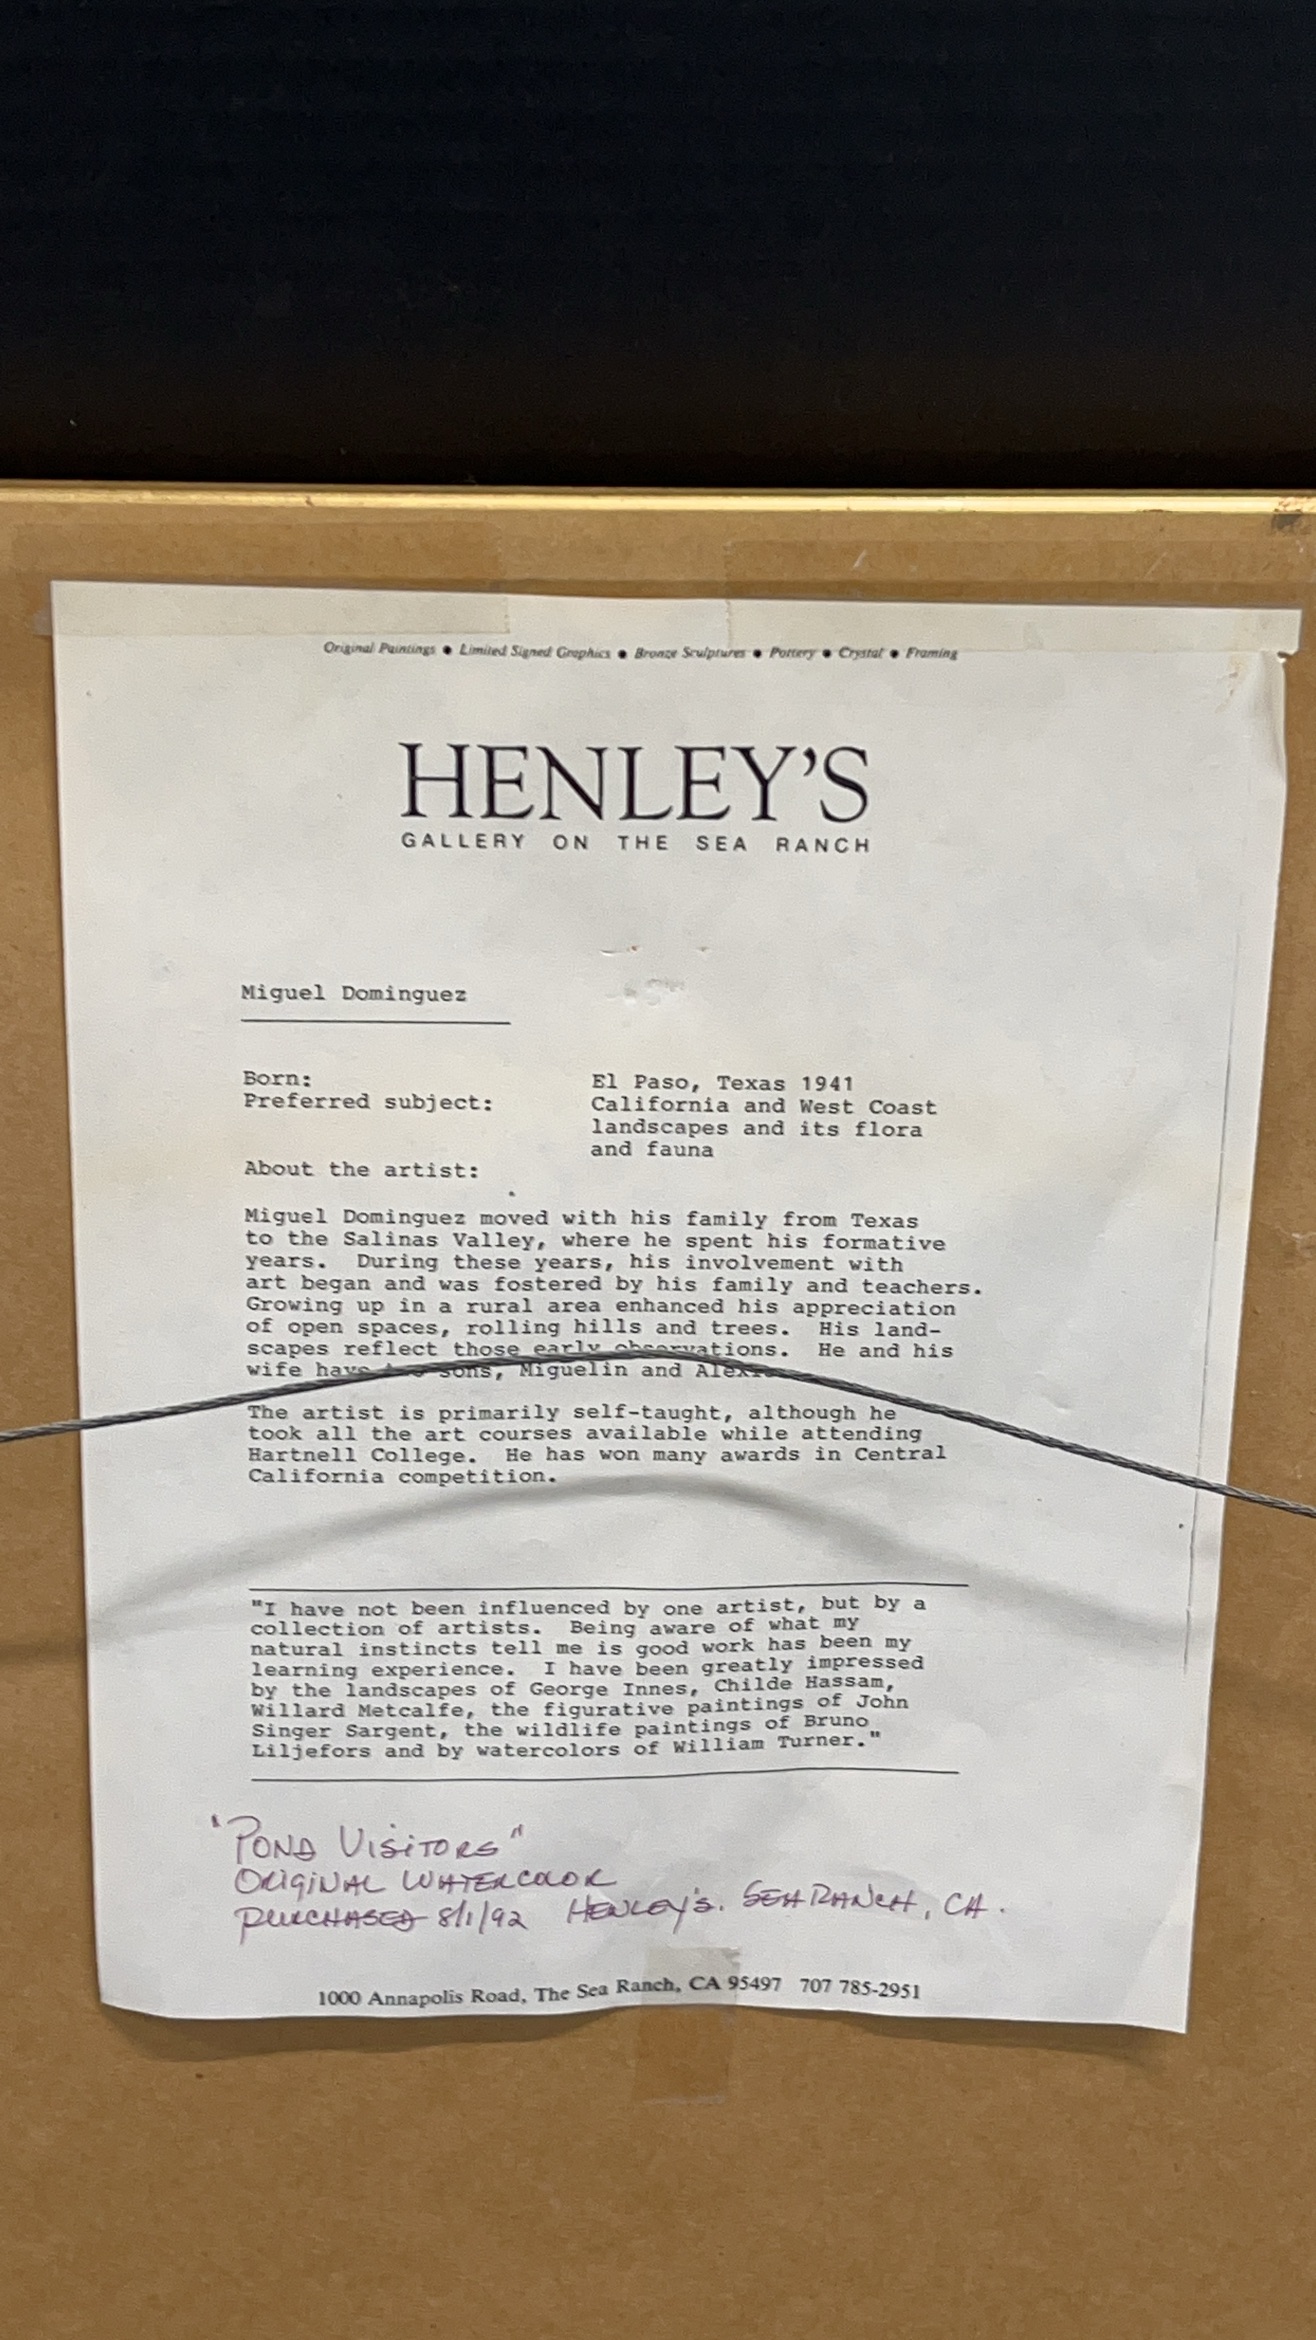 Original Paintings ● Limited Signed Graphics ● Bronze Sculptures ● Pottery ● Crystal ● Framing
HENLEY'S
GALLERY ON THE SEA RANCH
Miguel Dominguez
Born: El Paso, Texas 1941
Preferred subject: California and West Coast
landscapes and its flora
and fauna
About the artist:
Miguel Dominguez moved with his family from Texas
to the Salinas Valley, where he spent his formative
years. During these years, his involvement with
art began and was fostered by his family and teachers.
Growing up in a rural area enhanced his appreciation
of open spaces, rolling hills and trees. His land-
scapes reflect those early observations. He and his
wife have sons, Miguelin and
The artist is primarily self-taught, although he
took all the art courses available while attending
Hartnell College. He has won many awards in Central
California competition.
"I have not been influenced by one artist, but by a
collection of artists. Being aware of what my
natural instincts tell me is good work has been my
learning experience. I have been greatly impressed
by the landscapes of George Innes, Childe Hassam,
Willard Metcalfe, the figurative paintings of John
Singer Sargent, the wildlife paintings of Bruno
Liljefors and by watercolors of William Turner."
"POND VISITORS"
ORIGINAL WATERCOLOR
PURCHASED 8/1/92 HENLEY'S. SEA RANCH, CA.
1000 Annapolis Road, The Sea Ranch, CA 95497 707 785-2951